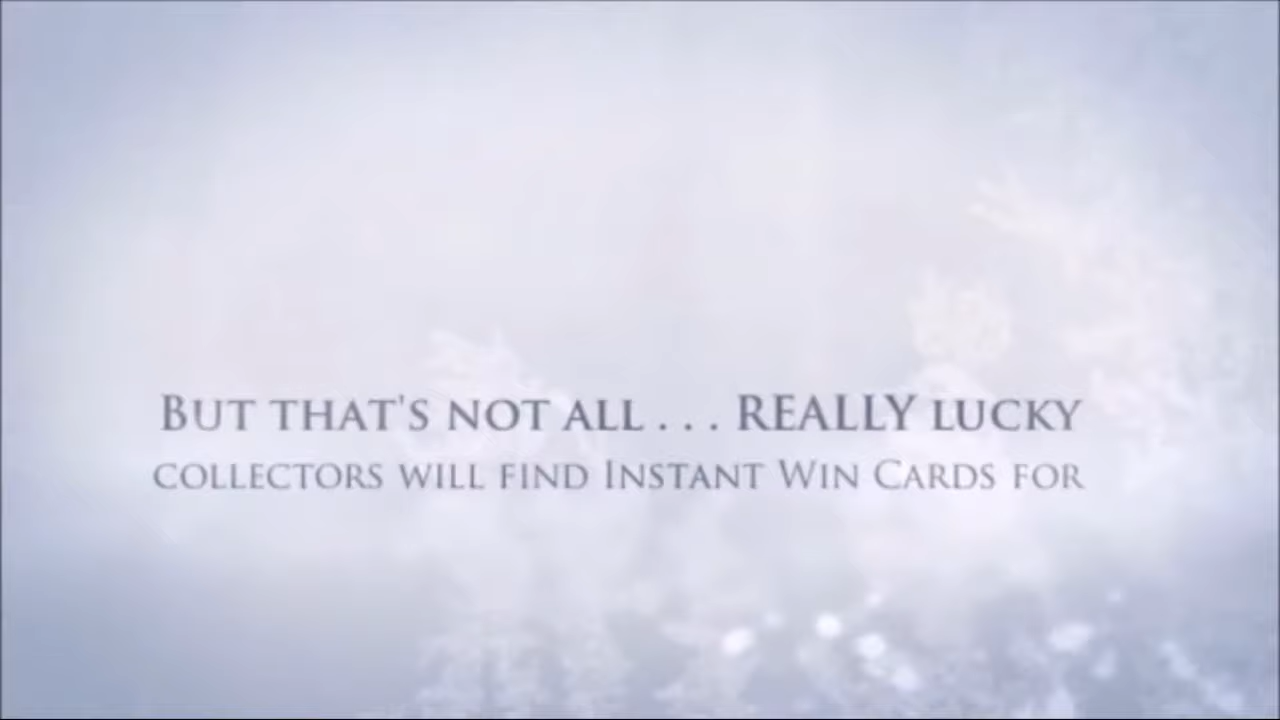 But that's not all . . . REALLY lucky
collectors will find Instant Win Cards for